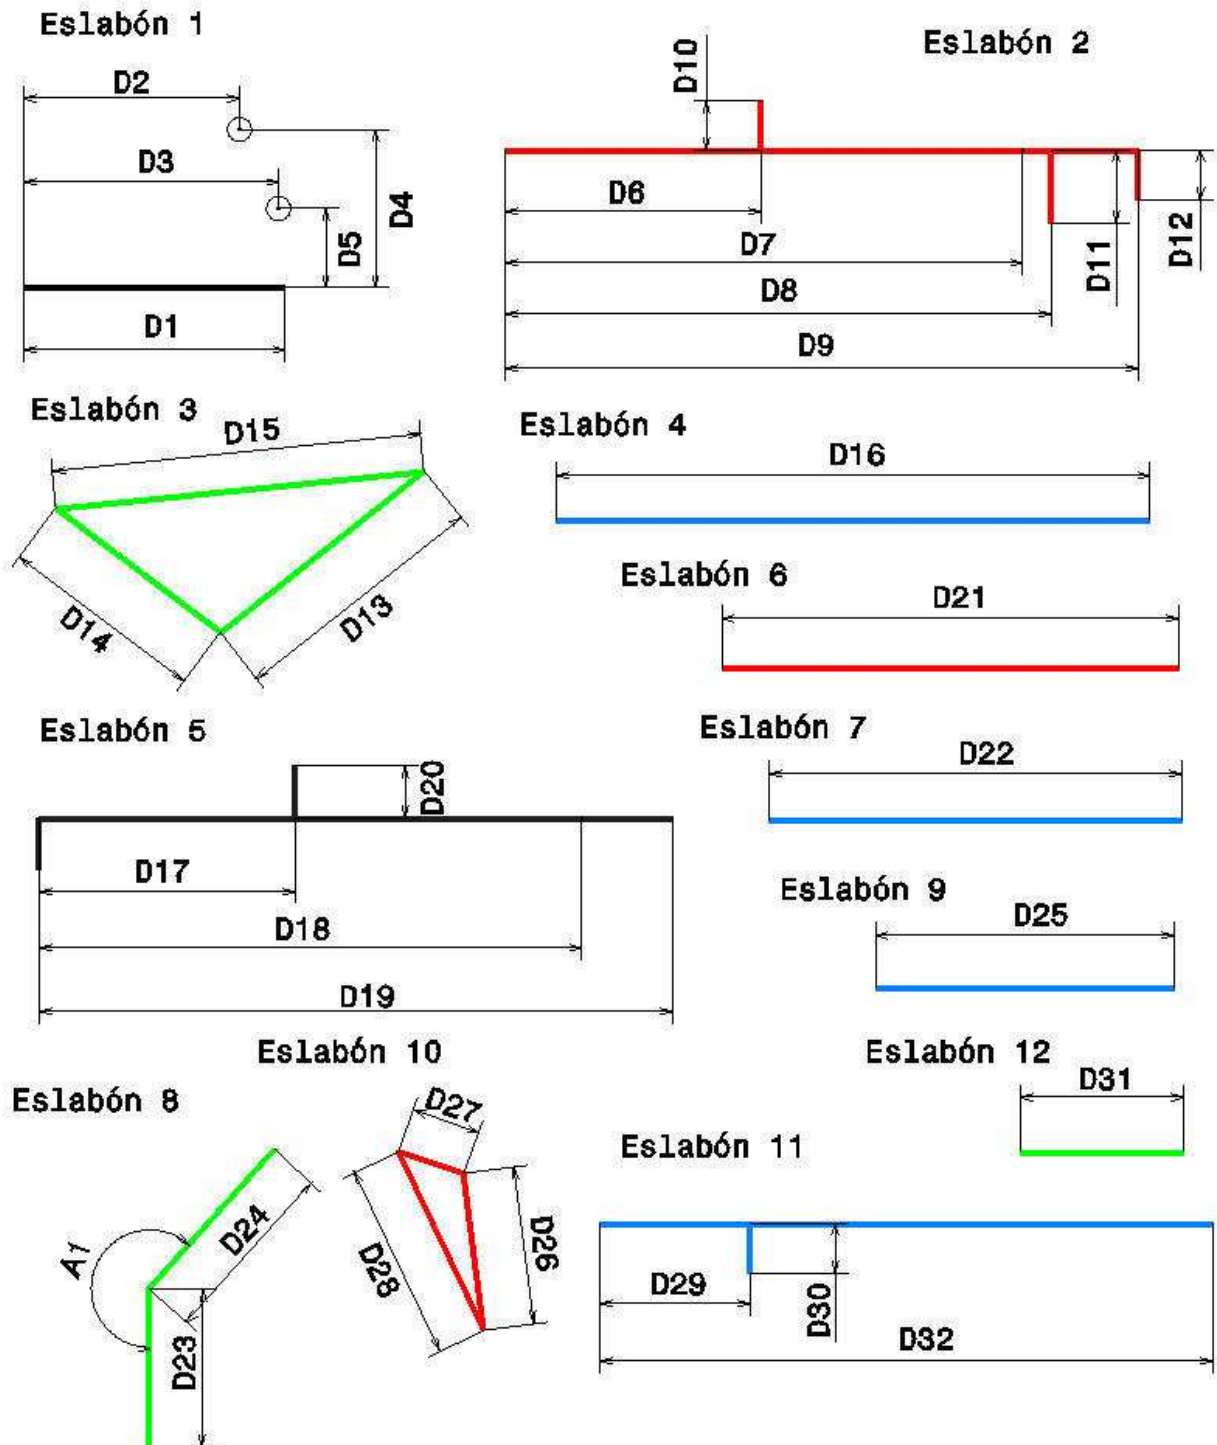 Eslabón 1
D2
D3
D4
D5
D1
Eslabón 2
D10
D6
D7
D8
D9
D11
D12
Eslabón 3
D15
D14
D13
Eslabón 4
D16
Eslabón 6
D21
Eslabón 5
D20
D17
D18
D19
Eslabón 7
D22
Eslabón 9
D25
Eslabón 8
A1
D24
D23
Eslabón 10
D27
D28
D26
Eslabón 12
D31
Eslabón 11
D29
D30
D32